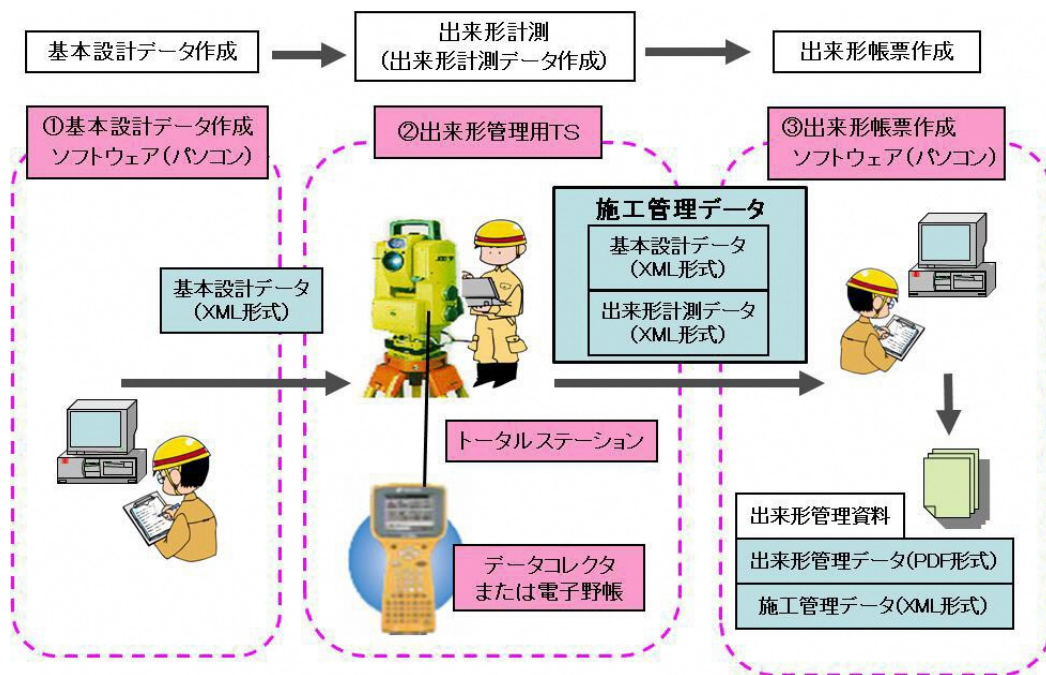 基本設計データ作成
出来形計測
(出来形計測データ作成)
出来形帳票作成
①基本設計データ作成
ソフトウェア(パソコン)
②出来形管理用TS
③出来形帳票作成
ソフトウェア(パソコン)
施工管理データ
基本設計データ
(XML形式)
出来形計測データ
(XML形式)
基本設計データ
(XML形式)
トータルステーション
データコレクタ
または電子野帳
出来形管理資料
出来形管理データ(PDF形式)
施工管理データ(XML形式)